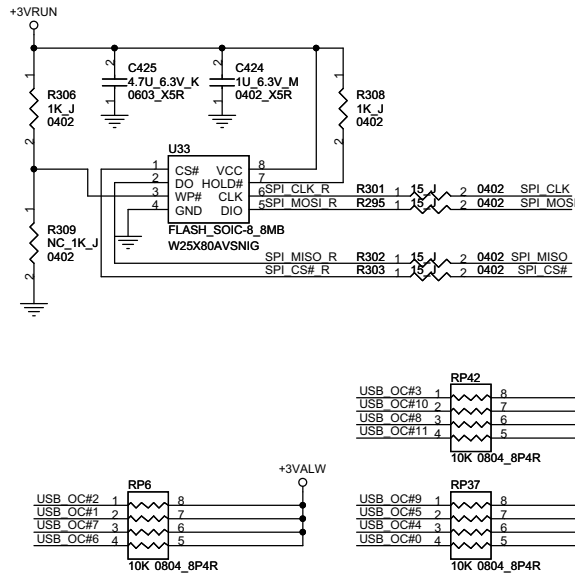 +3VRUN
R306
1K_J
0402
C425
4.7U_6.3V_K
0603_X5R
C424
1U_6.3V_M
0402_X5R
R308
1K_J
0402
U33
1 CS# VCC 8
2 DO HOLD# 7
3 WP# CLK 6 SPI_CLK_R R301 1 15_J 2 0402 SPI_CLK
4 GND DIO 5 SPI_MOSI_R R295 1 15_J 2 0402 SPI_MOSI
FLASH_SOIC-8_8MB
W25X80AVSNIG
R309
NC_1K_J
0402
SPI_MISO_R R302 1 15_J 2 0402 SPI_MISO
SPI_CS#_R R303 1 15_J 2 0402 SPI_CS#
RP42
USB_OC#3 1 8
USB_OC#10 2 7
USB_OC#8 3 6
USB_OC#11 4 5
10K 0804_8P4R
+3VALW
RP6
USB_OC#2 1 8
USB_OC#1 2 7
USB_OC#7 3 6
USB_OC#6 4 5
10K 0804_8P4R
RP37
USB_OC#9 1 8
USB_OC#5 2 7
USB_OC#4 3 6
USB_OC#0 4 5
10K 0804_8P4R